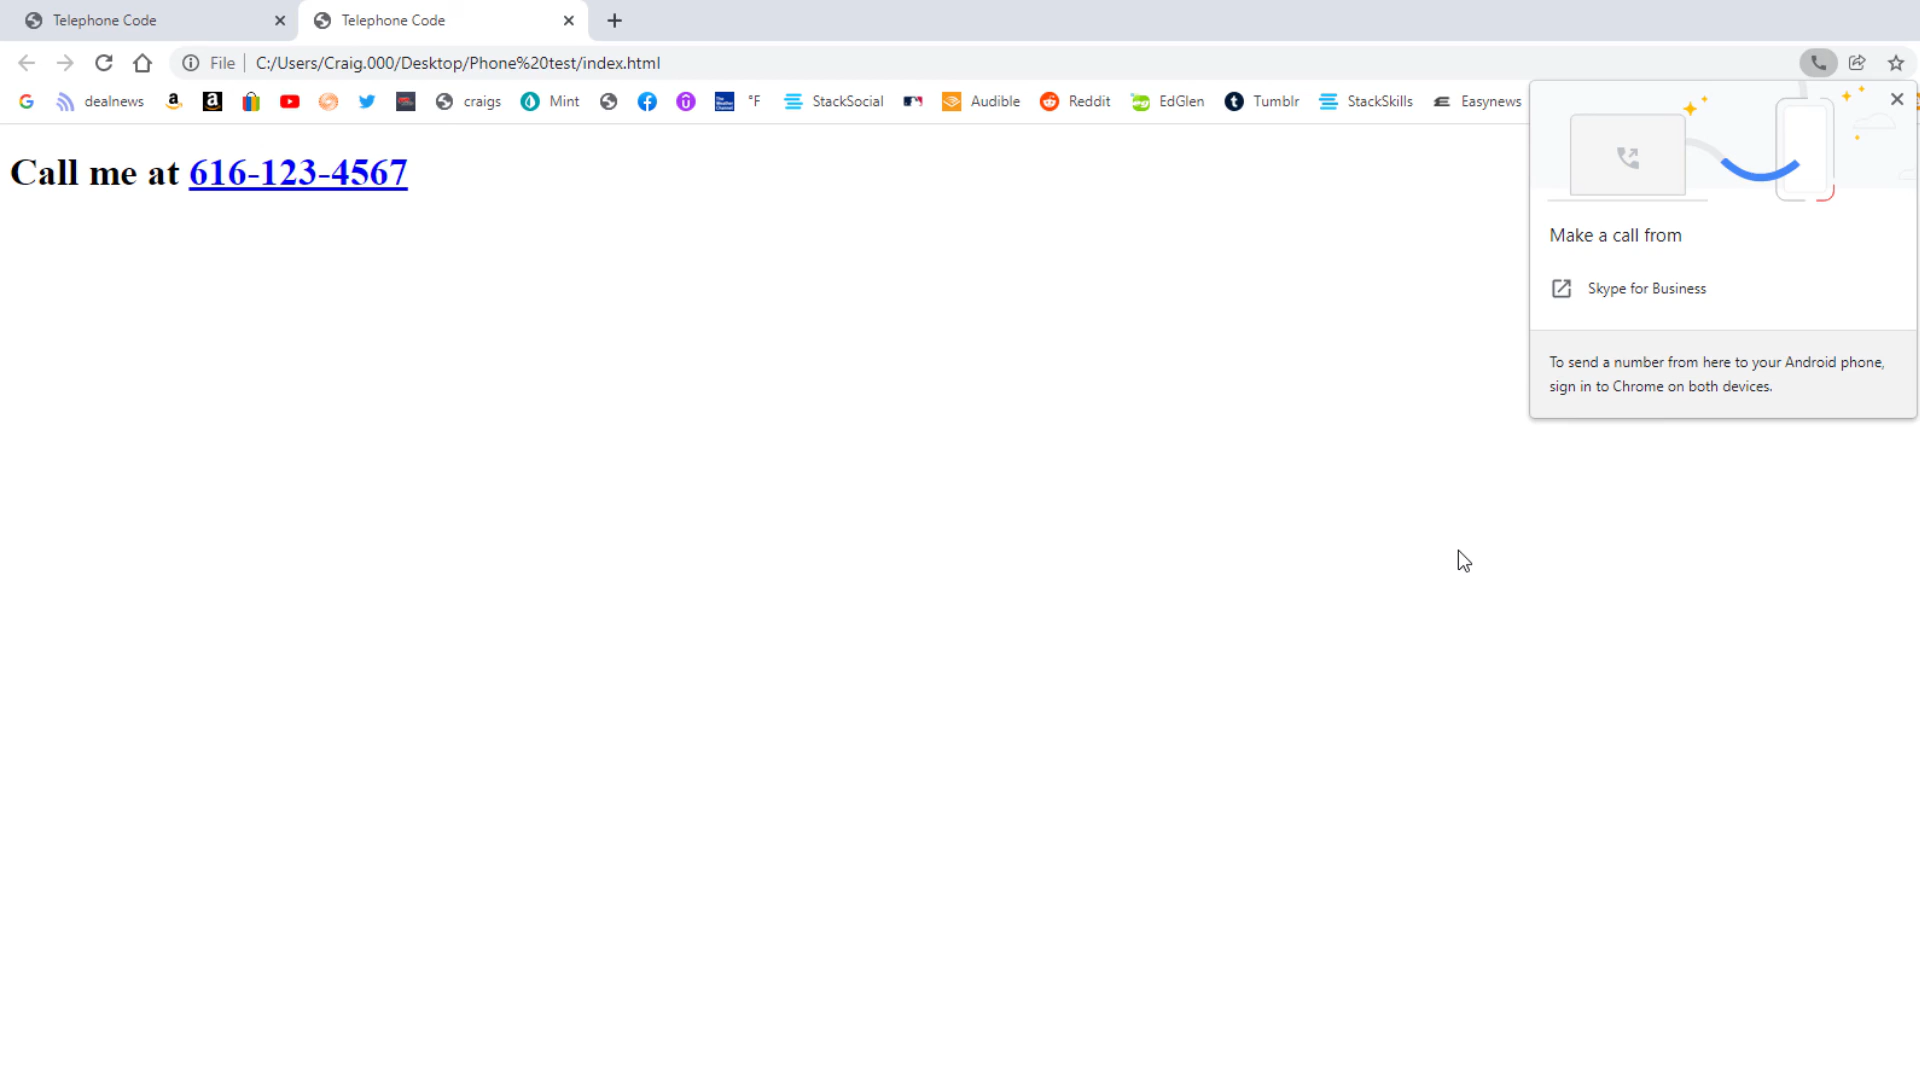 Telephone Code
Telephone Code
File C:/Users/Craig.000/Desktop/Phone%20test/index.html
dealnews craigs Mint °F StackSocial Audible Reddit EdGlen Tumblr StackSkills Easynews
Call me at 616-123-4567
Make a call from
Skype for Business
To send a number from here to your Android phone,
sign in to Chrome on both devices.